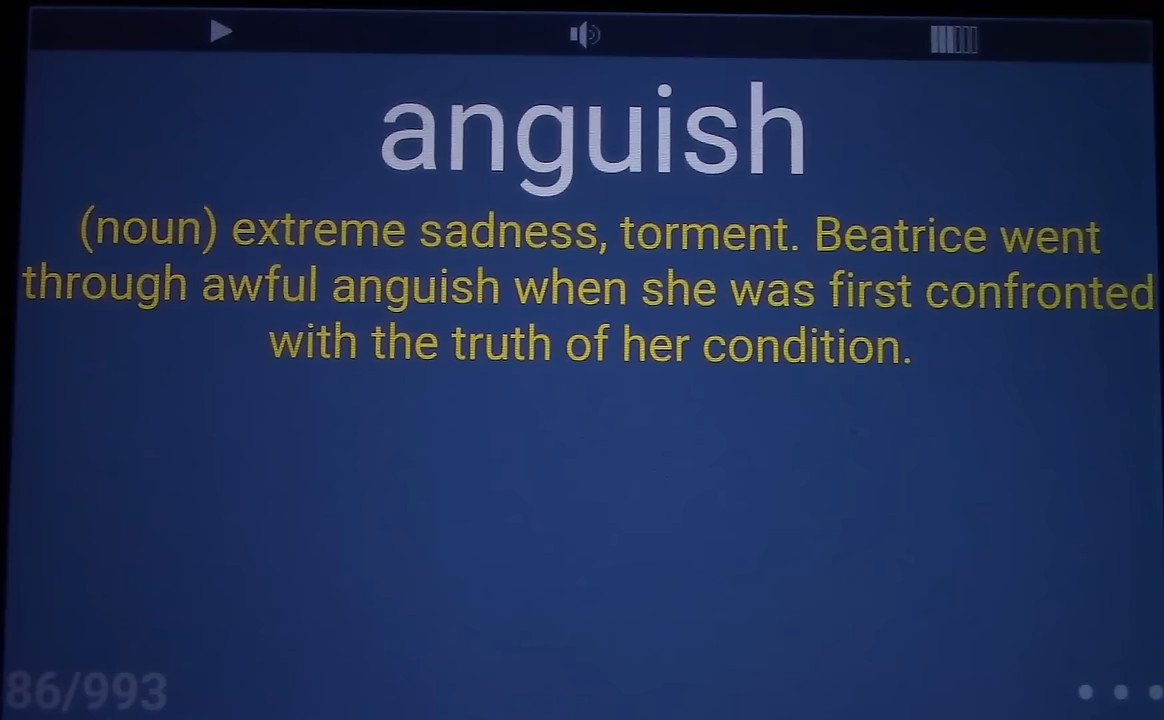 anguish
(noun) extreme sadness, torment. Beatrice went
through awful anguish when she was first confronted
with the truth of her condition.
86/993